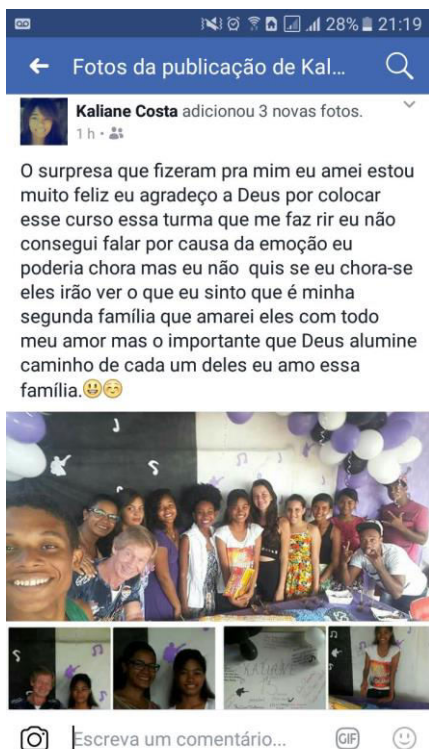 28% 21:19
Fotos da publicação de Kal...
Kaliane Costa adicionou 3 novas fotos.
1 h ·
O surpresa que fizeram pra mim eu amei estou
muito feliz eu agradeço a Deus por colocar
esse curso essa turma que me faz rir eu não
consegui falar por causa da emoção eu
poderia chora mas eu não quis se eu chora-se
eles irão ver o que eu sinto que é minha
segunda família que amarei eles com todo
meu amor mas o importante que Deus alumine
caminho de cada um deles eu amo essa
família.😃☺️
KALIANE
Escreva um comentário...
GIF